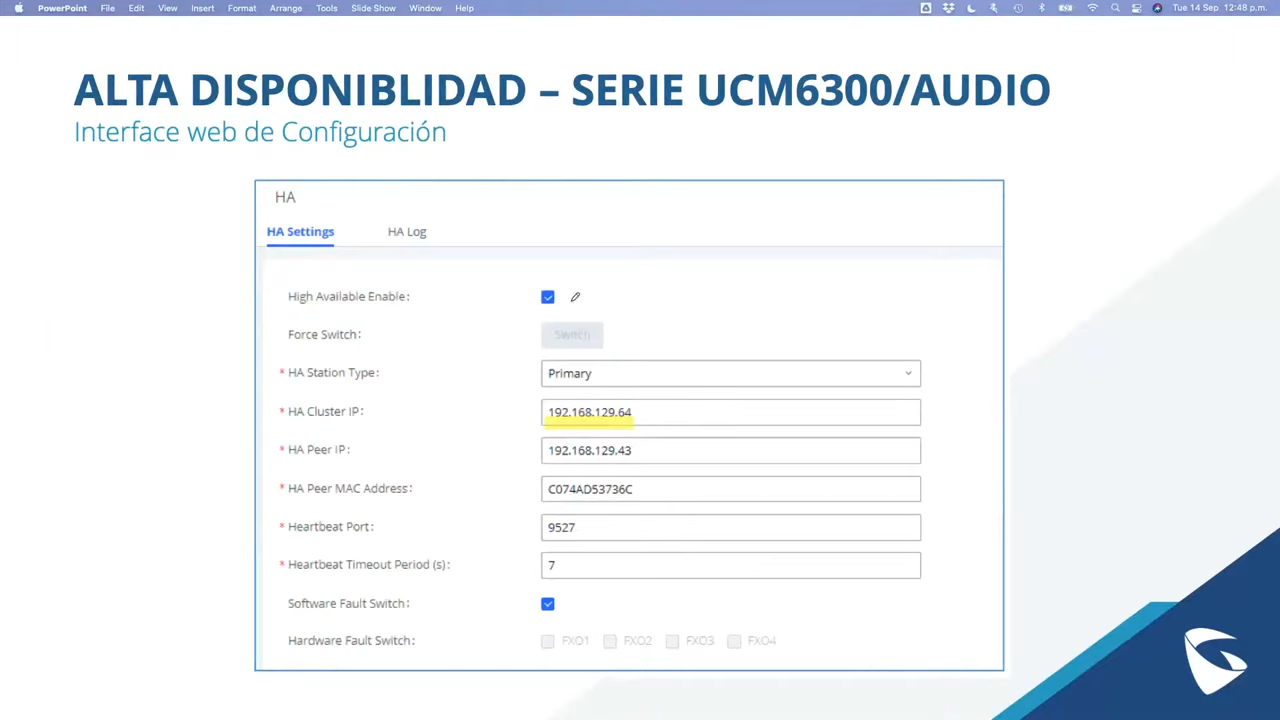 PowerPoint File Edit View Insert Format Arrange Tools Slide Show Window Help Tue 14 Sep 12:48 p.m.
ALTA DISPONIBLIDAD – SERIE UCM6300/AUDIO
Interface web de Configuración
HA
HA Settings HA Log
High Available Enable:
Force Switch: Switch
* HA Station Type: Primary
* HA Cluster IP: 192.168.129.64
* HA Peer IP: 192.168.129.43
* HA Peer MAC Address: C074AD53736C
* Heartbeat Port: 9527
* Heartbeat Timeout Period (s): 7
Software Fault Switch:
Hardware Fault Switch: FXO1 FXO2 FXO3 FXO4